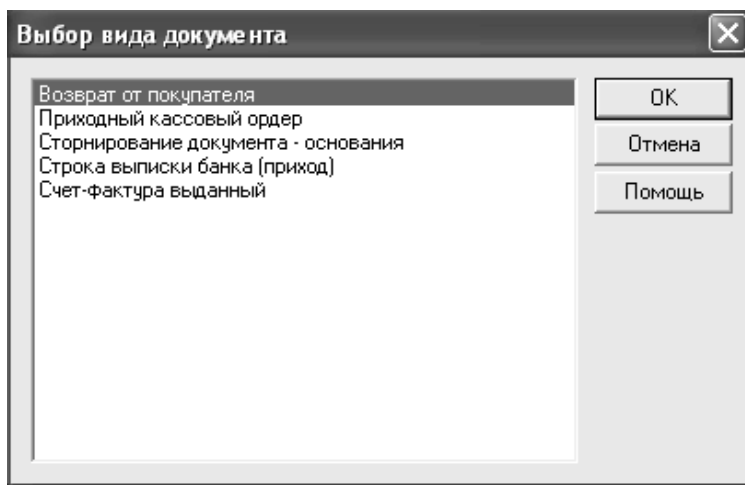 Выбор вида документа
Возврат от покупателя
Приходный кассовый ордер
Сторнирование документа - основания
Строка выписки банка (приход)
Счет-фактура выданный
OK
Отмена
Помощь